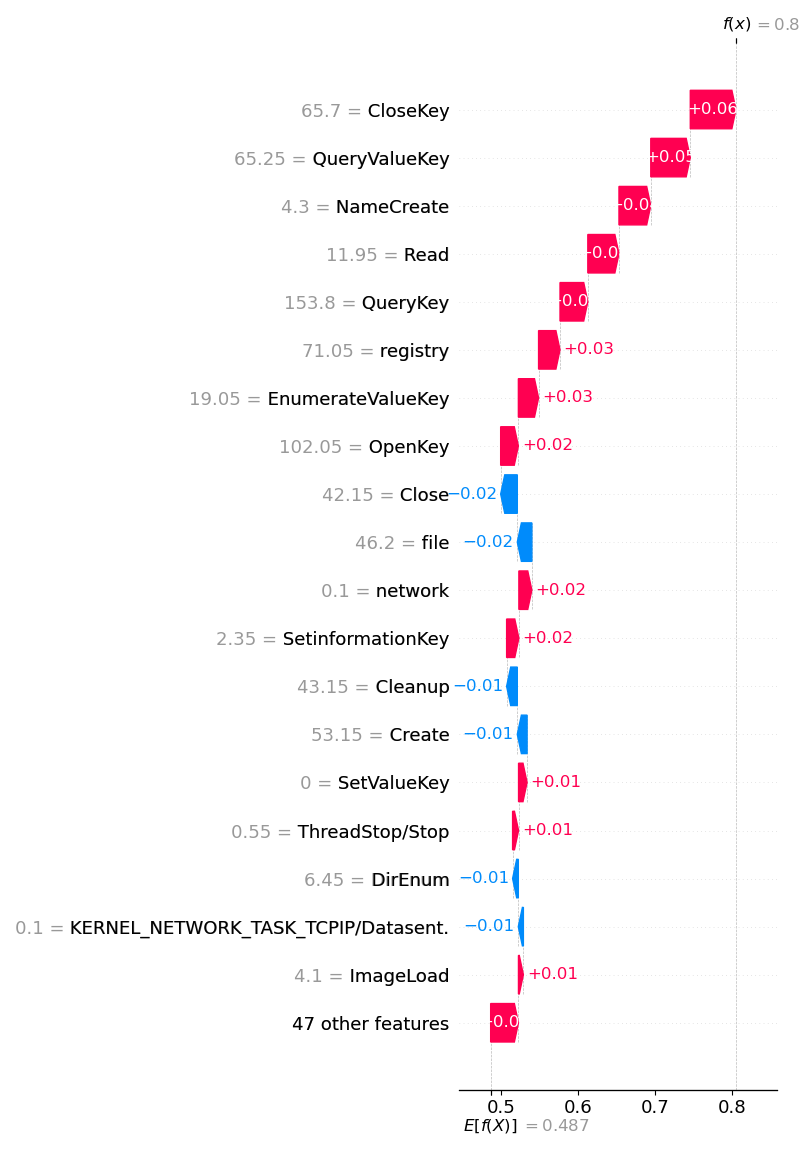 f(x) = 0.8
65.7 = CloseKey +0.06
65.25 = QueryValueKey +0.05
4.3 = NameCreate
11.95 = Read
153.8 = QueryKey
71.05 = registry +0.03
19.05 = EnumerateValueKey +0.03
102.05 = OpenKey +0.02
42.15 = Close −0.02
46.2 = file −0.02
0.1 = network +0.02
2.35 = SetinformationKey +0.02
43.15 = Cleanup −0.01
53.15 = Create −0.01
0 = SetValueKey +0.01
0.55 = ThreadStop/Stop +0.01
6.45 = DirEnum −0.01
0.1 = KERNEL_NETWORK_TASK_TCPIP/Datasent. −0.01
4.1 = ImageLoad +0.01
47 other features
0.5 0.6 0.7 0.8
E[f(X)] = 0.487